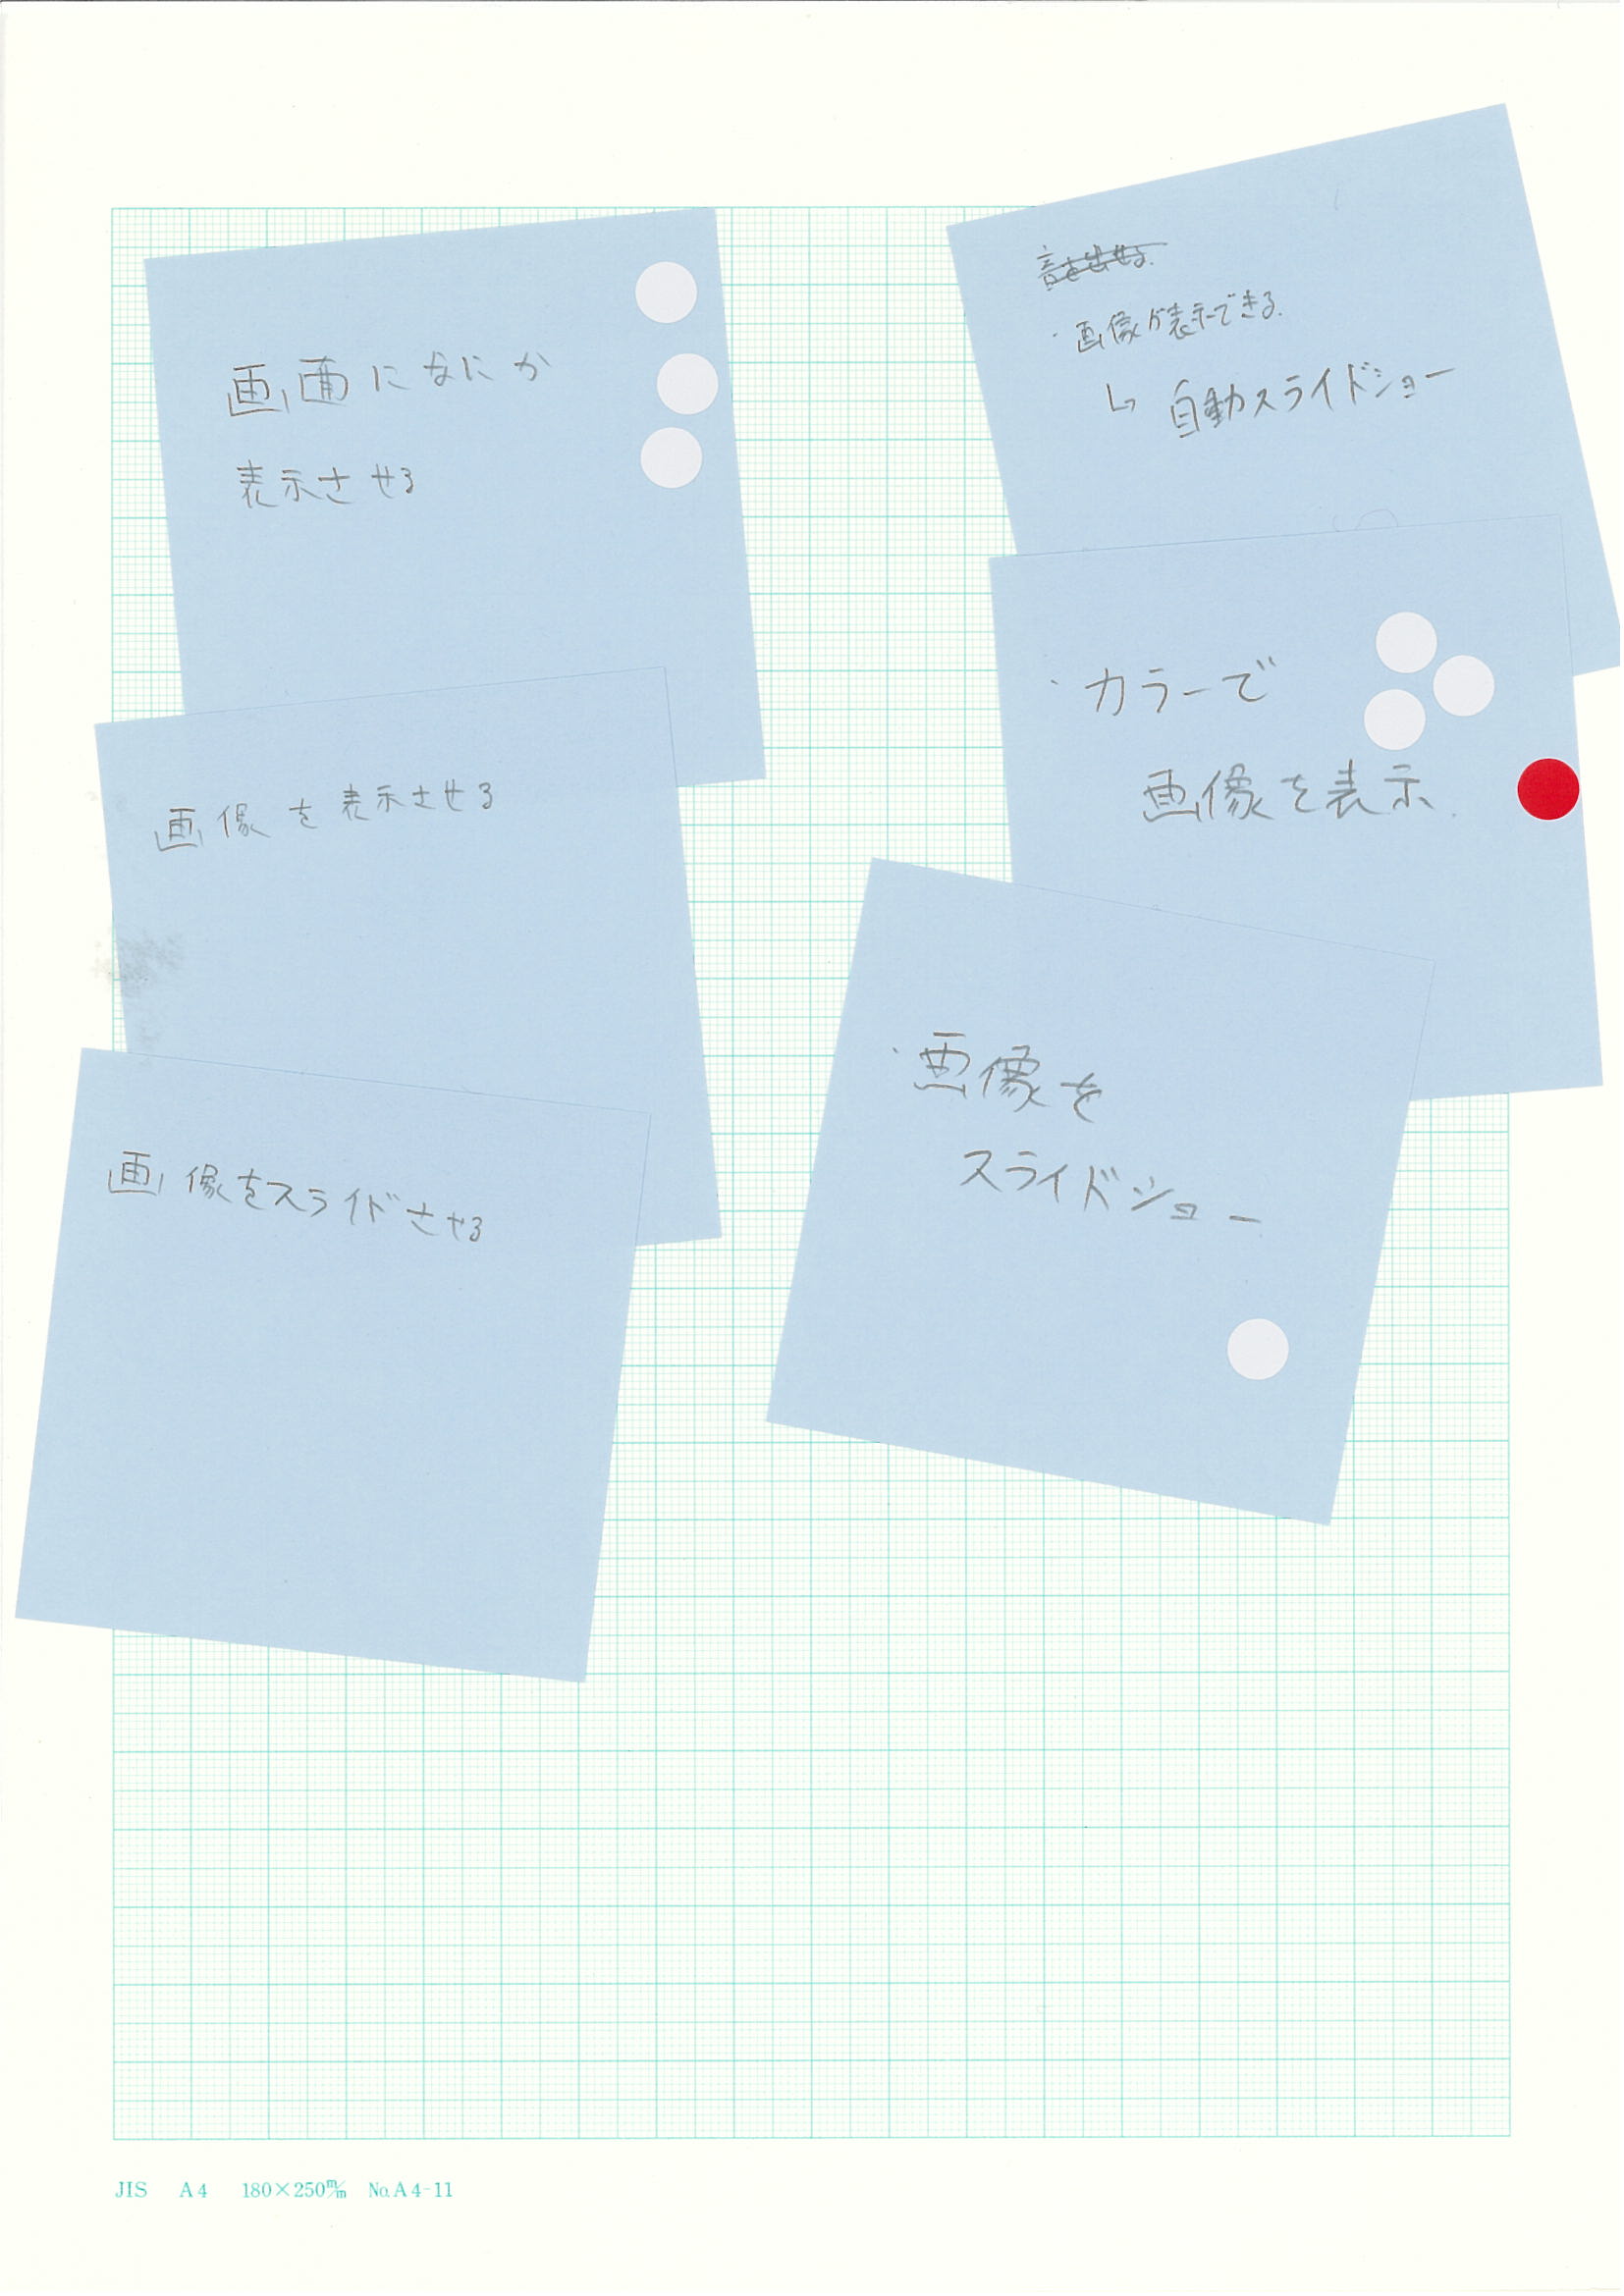 画面になにか
表示させる
画像を表示させる
画像をスライドさせる
音を出せる.
・画像が表示できる.
↳ 自動スライドショー
・カラーで
画像を表示.
・画像を
スライドショー
JIS A4 180×250m/m No.A4-11